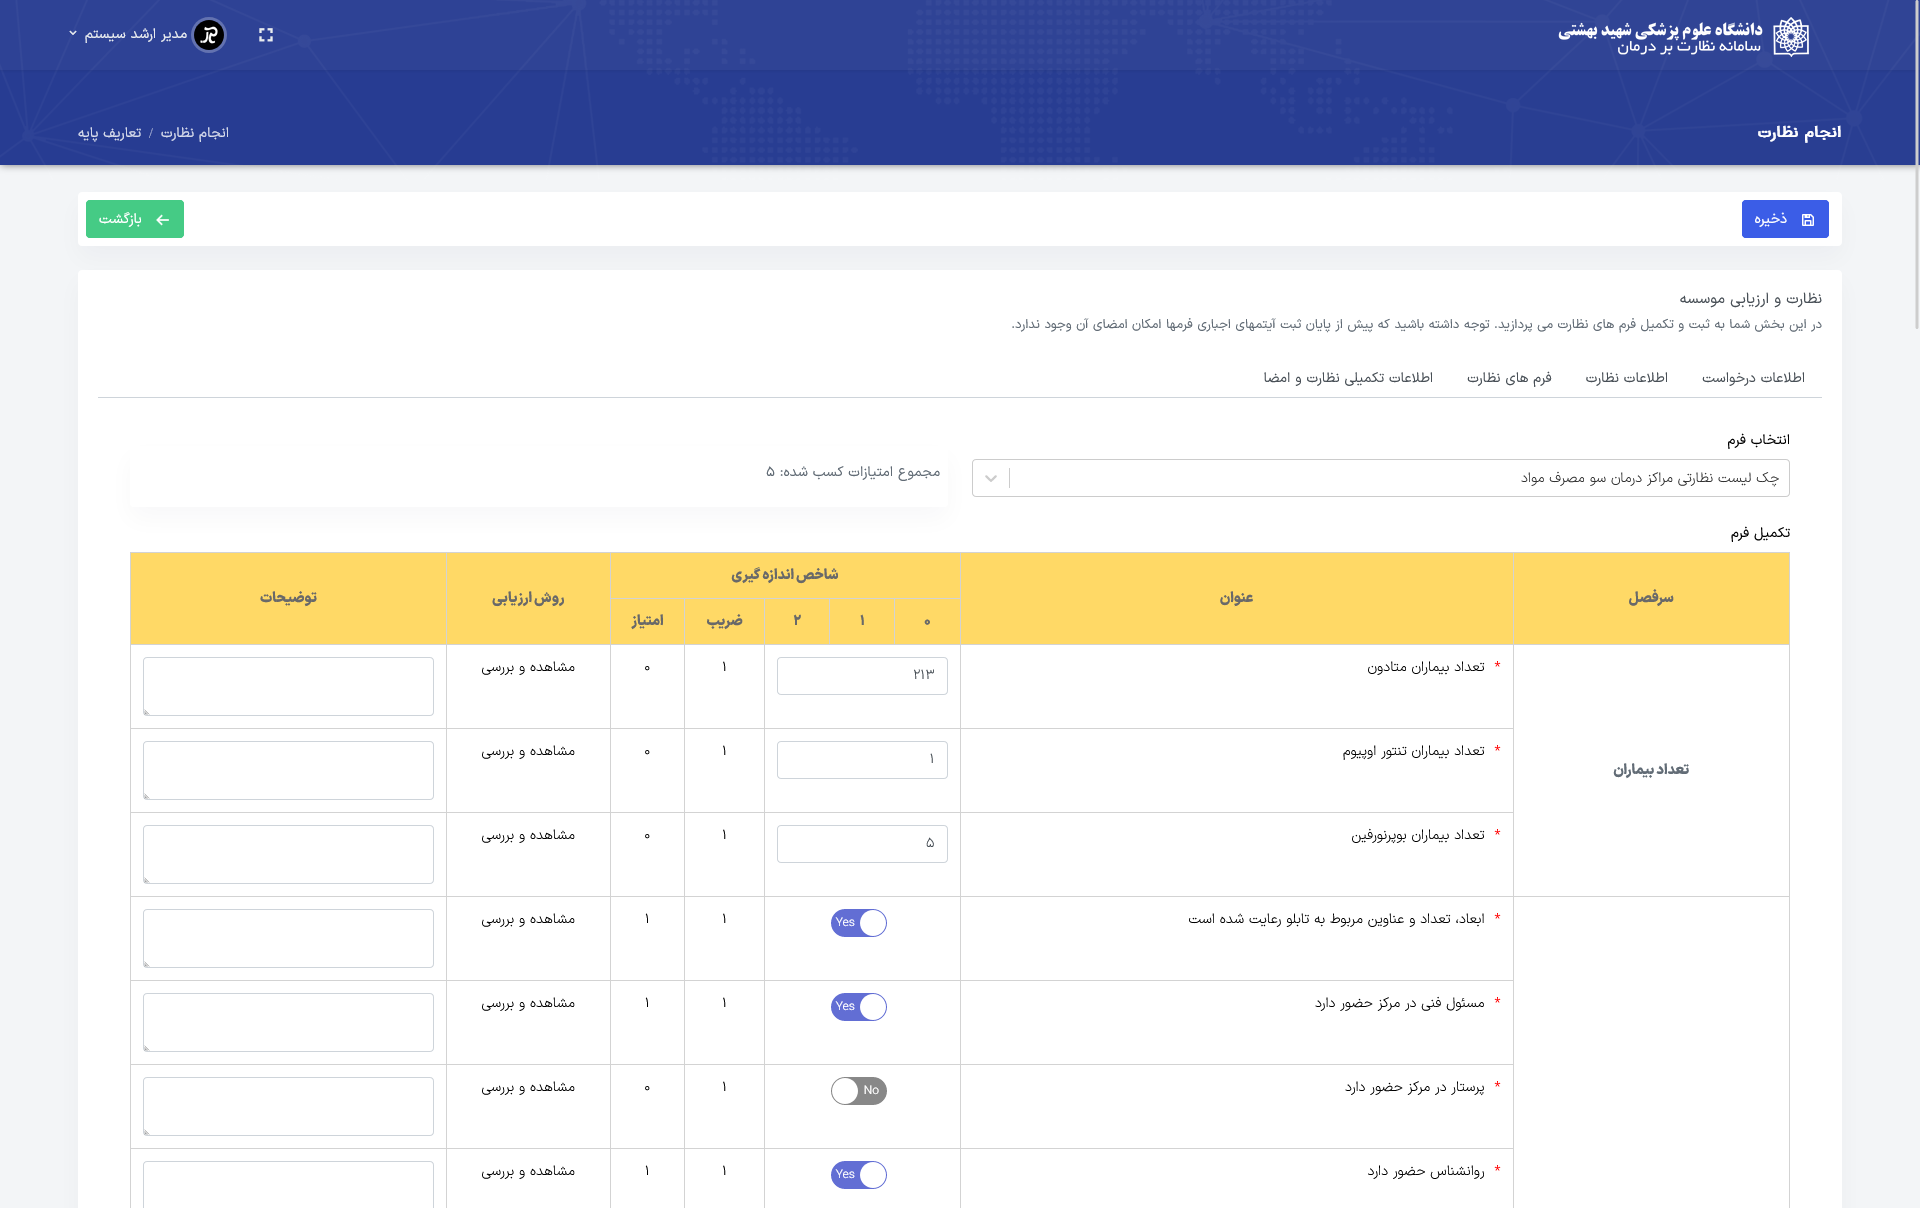 دانشگاه علوم پزشکی شهید بهشتی
سامانه نظارت بر درمان
مدیر ارشد سیستم
انجام نظارت
انجام نظارت / تعاریف پایه
ذخیره
بازگشت
نظارت و ارزیابی موسسه
در این بخش شما به ثبت و تکمیل فرم های نظارت می پردازید. توجه داشته باشید که پیش از پایان ثبت آیتمهای اجباری فرمها امکان امضای آن وجود ندارد.
اطلاعات درخواست اطلاعات نظارت فرم های نظارت اطلاعات تکمیلی نظارت و امضا
انتخاب فرم
چک لیست نظارتی مراکز درمان سو مصرف مواد
مجموع امتیازات کسب شده: ۵
تکمیل فرم
سرفصل عنوان شاخص اندازه گیری روش ارزیابی توضیحات
۰ ۱ ۲ ضریب امتیاز
تعداد بیماران
* تعداد بیماران متادون ۲۱۳ ۱ ۰ مشاهده و بررسی
* تعداد بیماران تنتور اوپیوم ۱ ۱ ۰ مشاهده و بررسی
* تعداد بیماران بوپرنورفین ۵ ۱ ۰ مشاهده و بررسی
* ابعاد، تعداد و عناوین مربوط به تابلو رعایت شده است Yes ۱ ۱ مشاهده و بررسی
* مسئول فنی در مرکز حضور دارد Yes ۱ ۱ مشاهده و بررسی
* پرستار در مرکز حضور دارد No ۱ ۰ مشاهده و بررسی
* روانشناس حضور دارد Yes ۱ ۱ مشاهده و بررسی